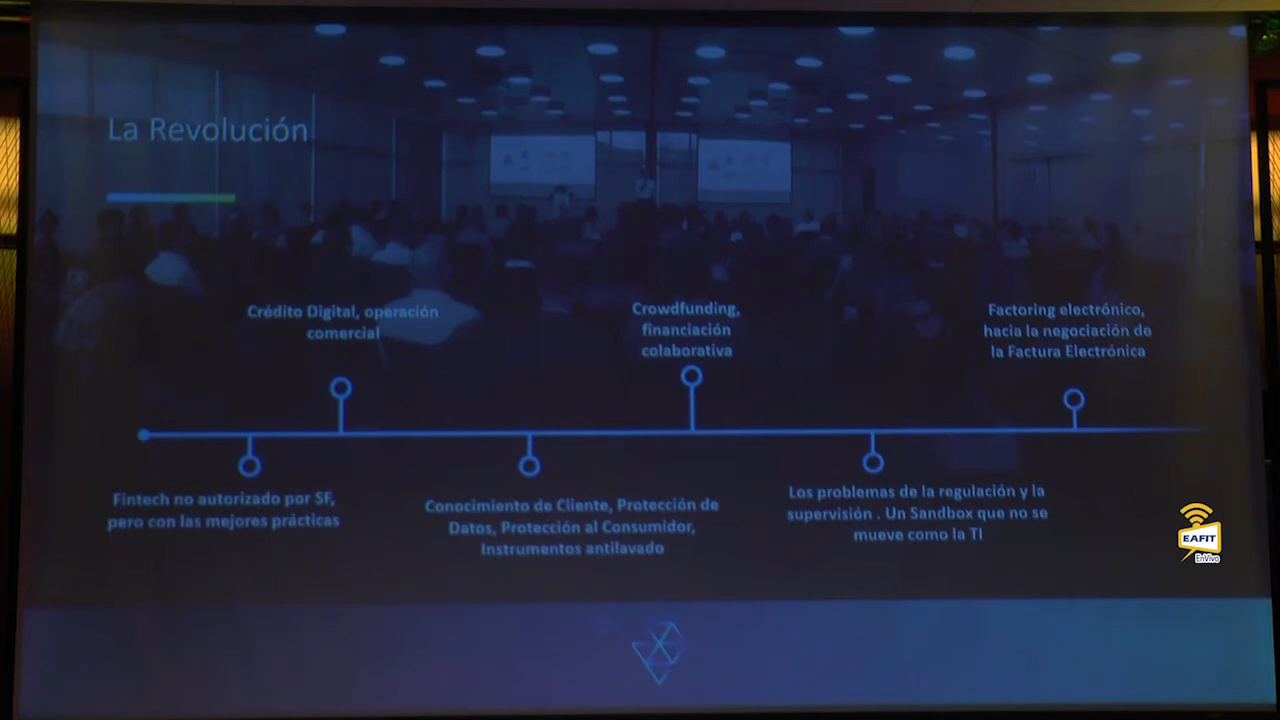 La Revolución
Crédito Digital, operación
comercial
Crowdfunding,
financiación
colaborativa
Factoring electrónico,
hacia la negociación de
la Factura Electrónica
Fintech no autorizado por SF,
pero con las mejores prácticas
Conocimiento de Cliente, Protección de
Datos, Protección al Consumidor,
Instrumentos antilavado
Los problemas de la regulación y la
supervisión . Un Sandbox que no se
mueve como la TI
EAFIT
EnVivo